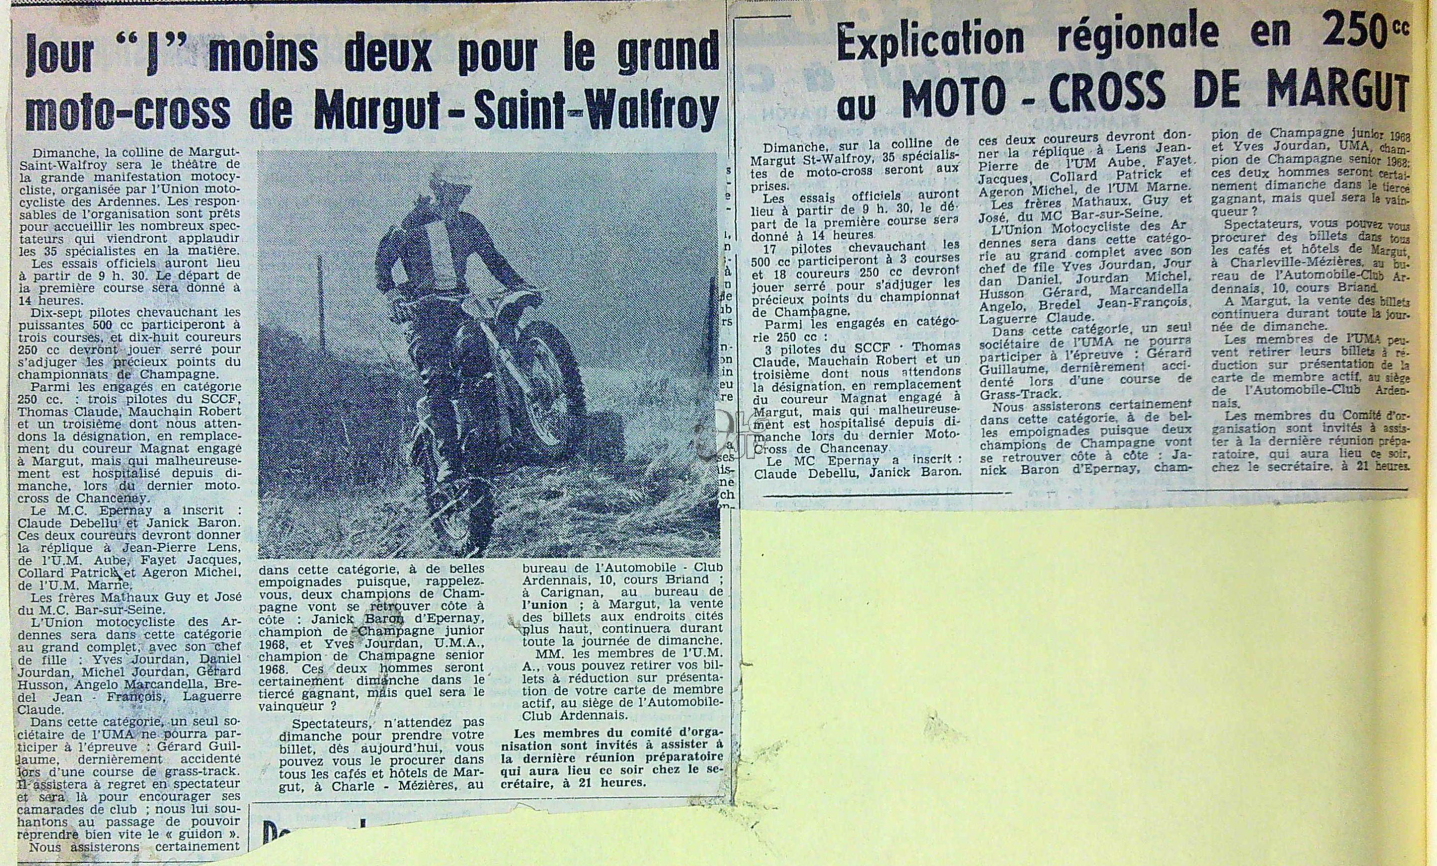 Jour “J” moins deux pour le grand
moto-cross de Margut - Saint-Walfroy
Dimanche, la colline de Margut-
Saint-Walfroy sera le théâtre de
la grande manifestation motocy-
cliste, organisée par l'Union moto-
cycliste des Ardennes. Les respon-
sables de l'organisation sont prêts
pour accueillir les nombreux spec-
tateurs qui viendront applaudir
les 35 spécialistes en la matière.
Les essais officiels auront lieu
à partir de 9 h. 30. Le départ de
la première course sera donné à
14 heures.
Dix-sept pilotes chevauchant les
puissantes 500 cc participeront à
trois courses, et dix-huit coureurs
250 cc devront jouer serré pour
s'adjuger les précieux points du
championnats de Champagne.
Parmi les engagés en catégorie
250 cc. : trois pilotes du SCCF,
Thomas Claude, Mauchain Robert
et un troisième dont nous atten-
dons la désignation, en remplace-
ment du coureur Magnat engagé
à Margut, mais qui malheureuse-
ment est hospitalisé depuis di-
manche, lors du dernier moto-
cross de Chancenay.
Le M.C. Epernay a inscrit :
Claude Debellu et Janick Baron.
Ces deux coureurs devront donner
la réplique à Jean-Pierre Lens,
de l'U.M. Aube, Fayet Jacques,
Collard Patrick et Ageron Michel,
de l'U.M. Marne.
Les frères Mathaux Guy et José
du M.C. Bar-sur-Seine.
L'Union motocycliste des Ar-
dennes sera dans cette catégorie
au grand complet, avec son chef
de fille : Yves Jourdan, Daniel
Jourdan, Michel Jourdan, Gérard
Husson, Angelo Marcandella, Bre-
del Jean - François, Laguerre
Claude.
Dans cette catégorie, un seul so-
ciétaire de l'UMA ne pourra par-
ticiper à l'épreuve : Gérard Guil-
laume, dernièrement accidenté
lors d'une course de grass-track.
Il assistera à regret en spectateur
et sera là pour encourager ses
camarades de club ; nous lui sou-
hantons au passage de pouvoir
reprendre bien vite le « guidon ».
Nous assisterons certainement
dans cette catégorie, à de belles
empoignades puisque, rappelez-
vous, deux champions de Cham-
pagne vont se retrouver côte à
côte : Janick Baron d'Epernay,
champion de Champagne junior
1968, et Yves Jourdan, U.M.A.,
champion de Champagne senior
1968. Ces deux hommes seront
certainement dimanche dans le
tiercé gagnant, mais quel sera le
vainqueur ?
Spectateurs, n'attendez pas
dimanche pour prendre votre
billet, dès aujourd'hui, vous
pouvez vous le procurer dans
tous les cafés et hôtels de Mar-
gut, à Charle - Mézières, au
bureau de l'Automobile - Club
Ardennais, 10, cours Briand ;
à Carignan, au bureau de
l'union ; à Margut, la vente
des billets aux endroits cités
plus haut, continuera durant
toute la journée de dimanche.
MM. les membres de l'U.M.
A., vous pouvez retirer vos bil-
lets à réduction sur présenta-
tion de votre carte de membre
actif, au siège de l'Automobile-
Club Ardennais.
Les membres du comité d'orga-
nisation sont invités à assister à
la dernière réunion préparatoire
qui aura lieu ce soir chez le se-
crétaire, à 21 heures.
Explication régionale en 250cc
au MOTO - CROSS DE MARGUT
Dimanche, sur la colline de
Margut St-Walfroy, 35 spécialis-
tes de moto-cross seront aux
prises.
Les essais officiels auront
lieu à partir de 9 h. 30, le dé-
part de la première course sera
donné à 14 heures.
17 pilotes chevauchant les
500 cc participeront à 3 courses
et 18 coureurs 250 cc devront
jouer serré pour s'adjuger les
précieux points du championnat
de Champagne.
Parmi les engagés en catégo-
rie 250 cc :
3 pilotes du SCCF - Thomas
Claude, Mauchain Robert et un
troisième dont nous attendons
la désignation, en remplacement
du coureur Magnat engagé à
Margut, mais qui malheureuse-
ment est hospitalisé depuis di-
manche lors du dernier Moto-
Cross de Chancenay.
Le MC Epernay a inscrit :
Claude Debellu, Janick Baron.
ces deux coureurs devront don-
ner la réplique à Lens Jean-
Pierre de l'UM Aube, Fayet
Jacques, Collard Patrick et
Ageron Michel, de l'UM Marne.
Les frères Mathaux, Guy et
José, du MC Bar-sur-Seine.
L'Union Motocycliste des Ar
dennes sera dans cette catégo-
rie au grand complet avec son
chef de file Yves Jourdan, Jour
dan Daniel, Jourdan Michel,
Husson Gérard, Marcandella
Angelo, Bredel Jean-François,
Laguerre Claude.
Dans cette catégorie, un seul
sociétaire de l'UMA ne pourra
participer à l'épreuve : Gérard
Guillaume, dernièrement acci-
denté lors d'une course de
Grass-Track.
Nous assisterons certainement
dans cette catégorie, à de bel-
les empoignades puisque deux
champions de Champagne vont
se retrouver côte à côte : Ja-
nick Baron d'Epernay, cham-
pion de Champagne junior 1968
et Yves Jourdan, UMA, cham-
pion de Champagne senior 1968;
ces deux hommes seront certai-
nement dimanche dans le tiercé
gagnant, mais quel sera le vain-
queur ?
Spectateurs, vous pouvez vous
procurer des billets dans tous
les cafés et hôtels de Margut,
à Charleville-Mézières, au bu-
reau de l'Automobile-Club Ar-
dennais, 10, cours Briand.
A Margut, la vente des billets
continuera durant toute la jour-
née de dimanche.
Les membres de l'UMA peu-
vent retirer leurs billets à ré-
duction sur présentation de la
carte de membre actif, au siège
de l'Automobile-Club Arden-
nais.
Les membres du Comité d'or-
ganisation sont invités à assis-
ter à la dernière réunion prépa-
ratoire, qui aura lieu ce soir,
chez le secrétaire, à 21 heures.